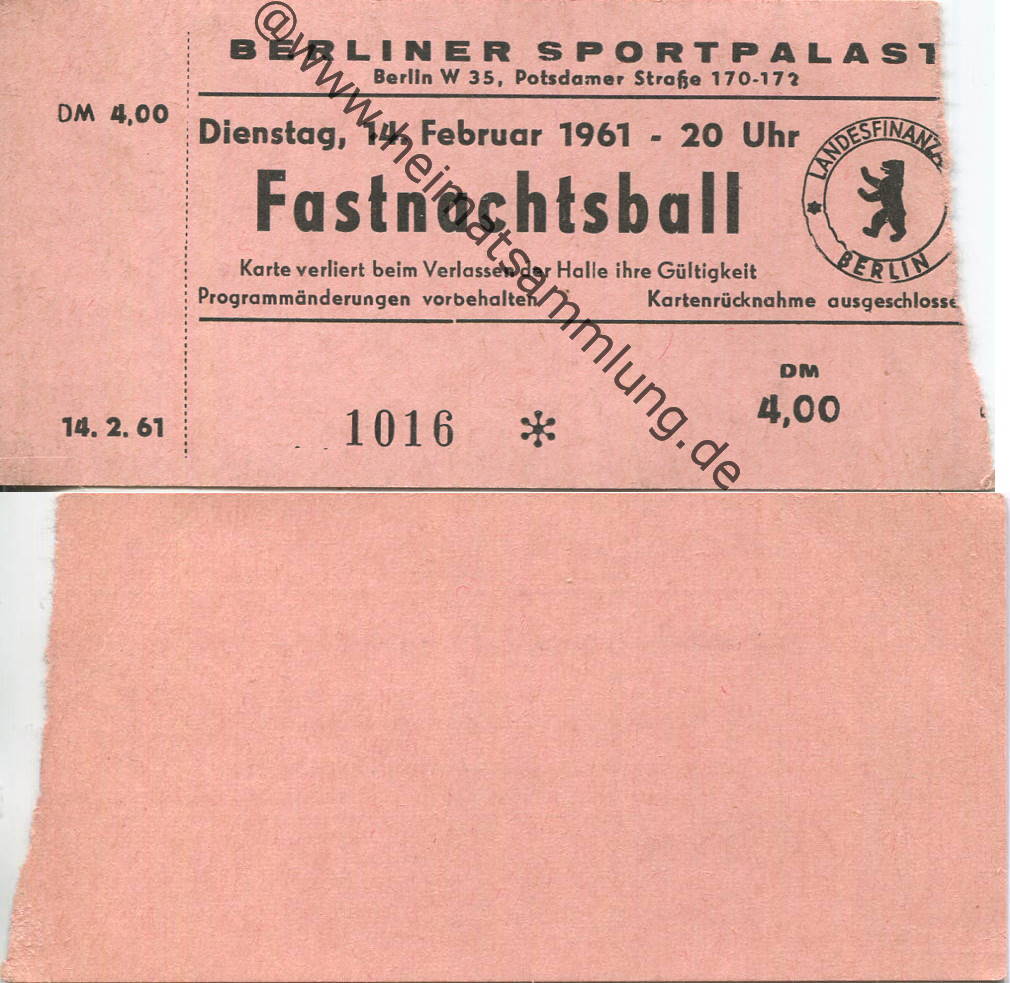 BERLINER SPORTPALAST
Berlin W 35, Potsdamer Straße 170-172
DM 4,00
Dienstag, 14. Februar 1961 - 20 Uhr
Fastnachtsball
LANDESFINANZ
BERLIN
Karte verliert beim Verlassen der Halle ihre Gültigkeit
Programmänderungen vorbehalten Kartenrücknahme ausgeschlosse
DM
4,00
14. 2. 61
1016 *
@www.heimatsammlung.de